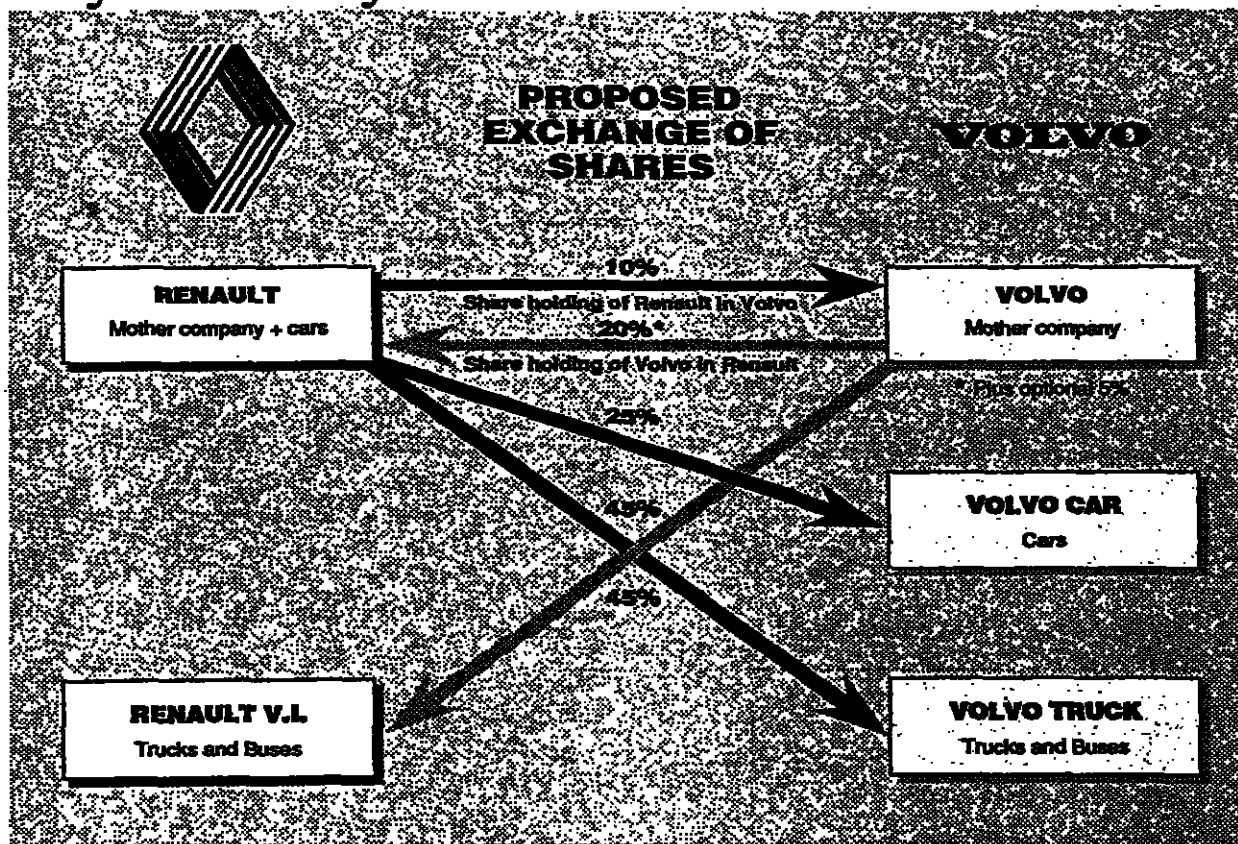 PROPOSED
EXCHANGE OF
SHARES
VOLVO
RENAULT
Mother company + cars
10%
Share holding of Renault in Volvo
20%*
Share holding of Volvo in Renault
VOLVO
Mother company
* Plus optional 5%
25%
VOLVO CAR
Cars
45%
45%
RENAULT V.I.
Trucks and Buses
VOLVO TRUCK
Trucks and Buses